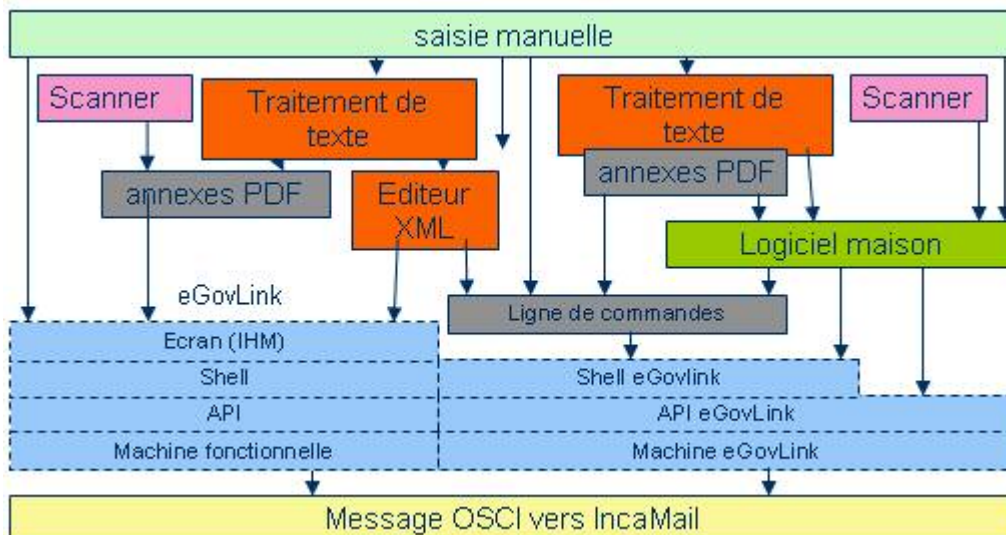 saisie manuelle
Scanner
Traitement de
texte
Traitement de
texte
Scanner
annexes PDF
Editeur
XML
annexes PDF
Logiciel maison
eGovLink
Ligne de commandes
Ecran (IHM)
Shell
Shell eGovlink
API
API eGovLink
Machine fonctionnelle
Machine eGovLink
Message OSCI vers IncaMail